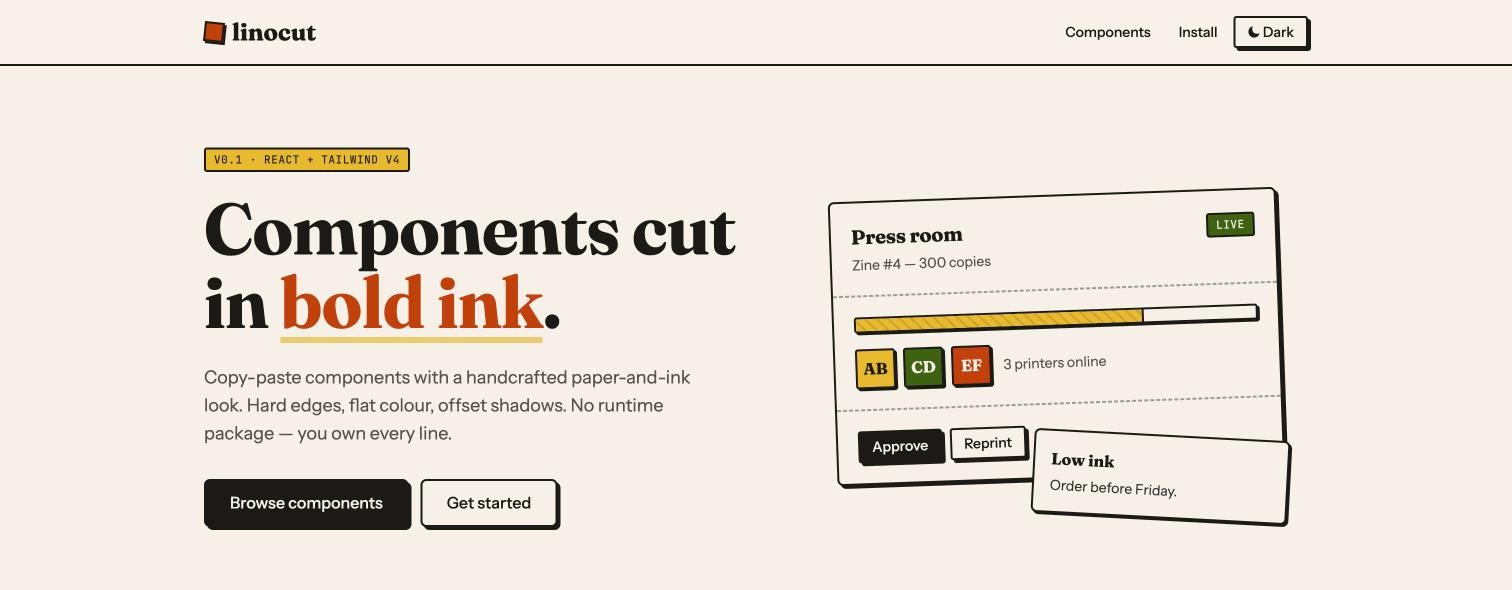 linocut
Components
Install
Dark
V0.1 · REACT + TAILWIND V4
Components cut
in bold ink.
Copy-paste components with a handcrafted paper-and-ink
look. Hard edges, flat colour, offset shadows. No runtime
package — you own every line.
Browse components
Get started
Press room
LIVE
Zine #4 — 300 copies
AB
CD
EF
3 printers online
Approve
Reprint
Low ink
Order before Friday.